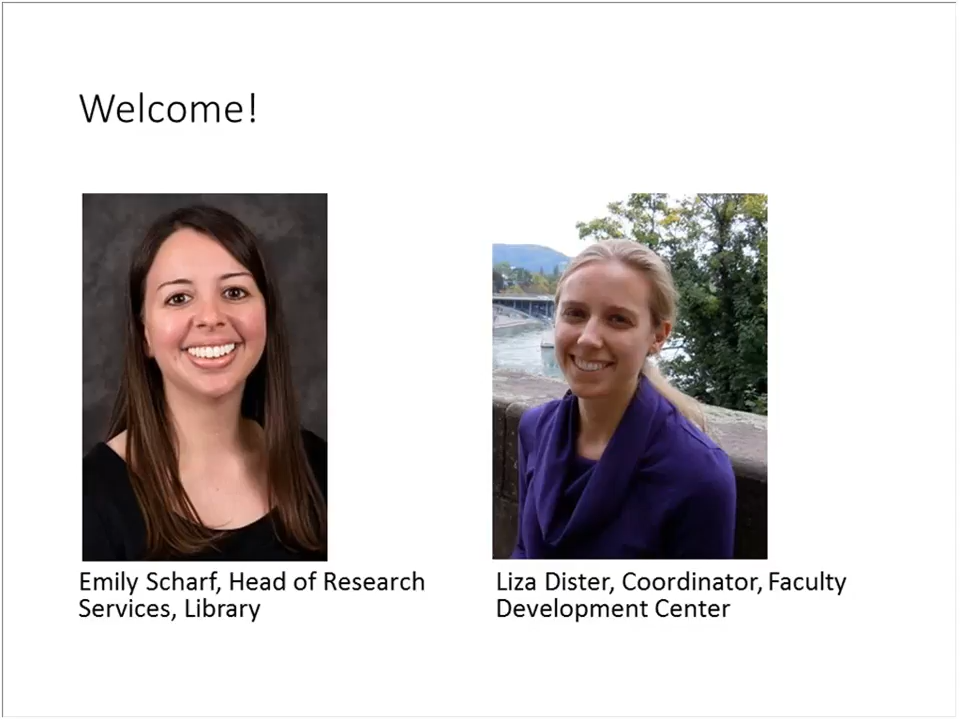 Welcome!
Emily Scharf, Head of Research
Services, Library
Liza Dister, Coordinator, Faculty
Development Center